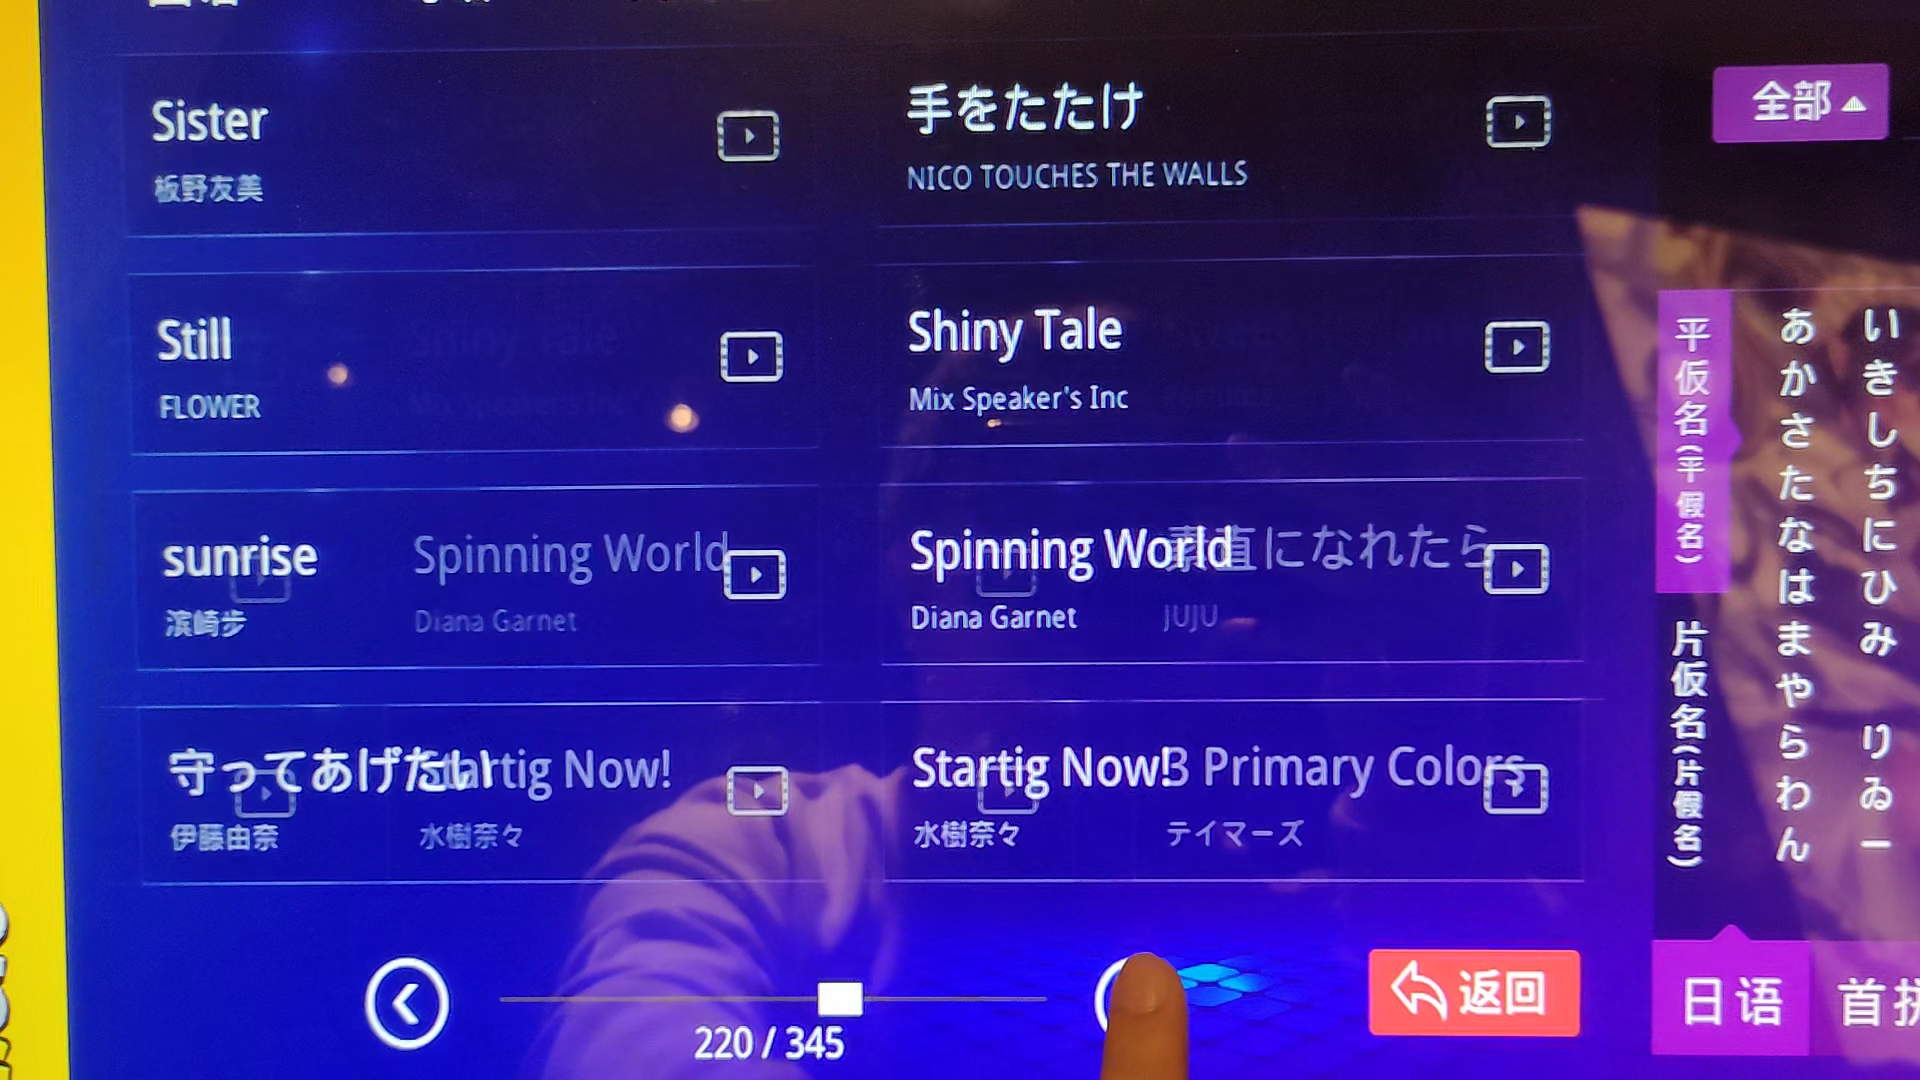 Sister
板野友美
手をたたけ
NICO TOUCHES THE WALLS
Still
FLOWER
Shiny Tale
Mix Speaker's Inc
Shiny Tale
Mix Speaker's Inc
sunrise
滨崎步
Spinning World
Diana Garnet
Spinning World
Diana Garnet
素直になれたら
JUJU
守ってあげたい
伊藤由奈
Startig Now!
水樹奈々
Startig Now!
水樹奈々
3 Primary Colors
テイマーズ
220 / 345
返回
全部
平仮名(平假名)
片仮名(片假名)
あかさたなはまやらわん
いきしちにひみ りゐー
日语
首拼